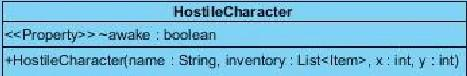 HostileCharacter
<<Property>> ~awake : boolean
+HostileCharacter(name : String, inventory : List<Item>, x : int, y : int)